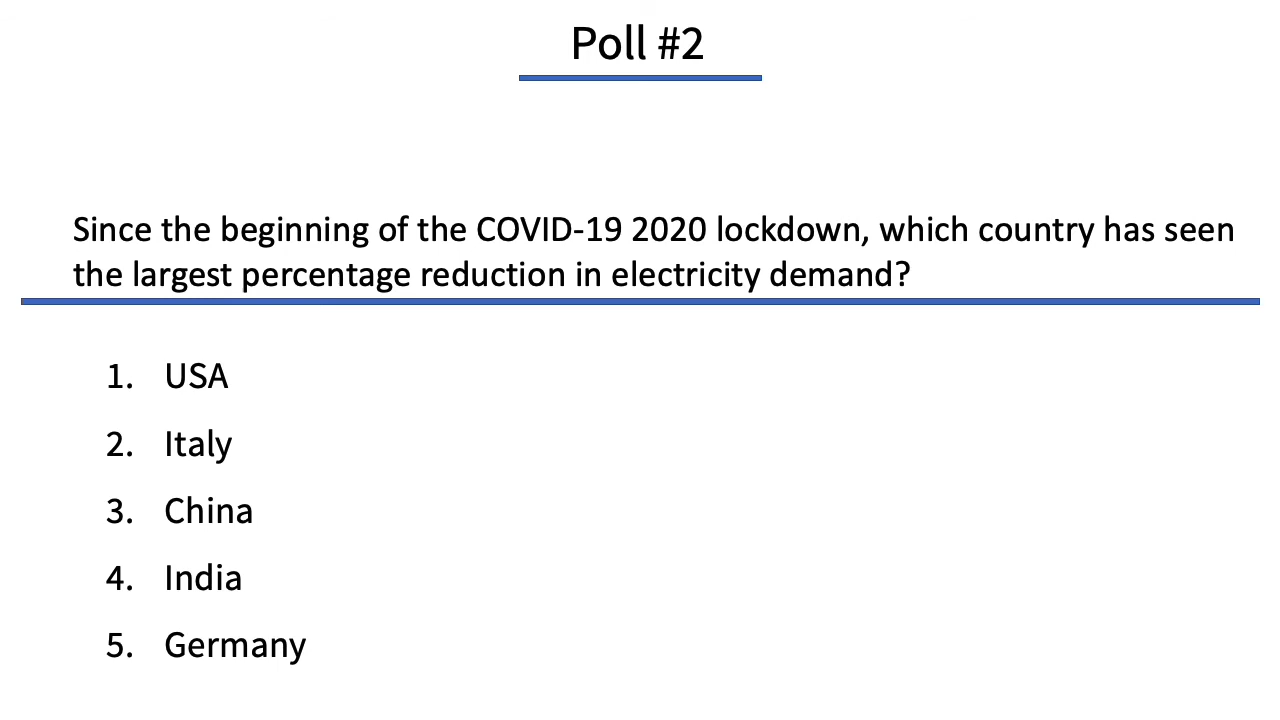 Poll #2
Since the beginning of the COVID-19 2020 lockdown, which country has seen
the largest percentage reduction in electricity demand?
1. USA
2. Italy
3. China
4. India
5. Germany